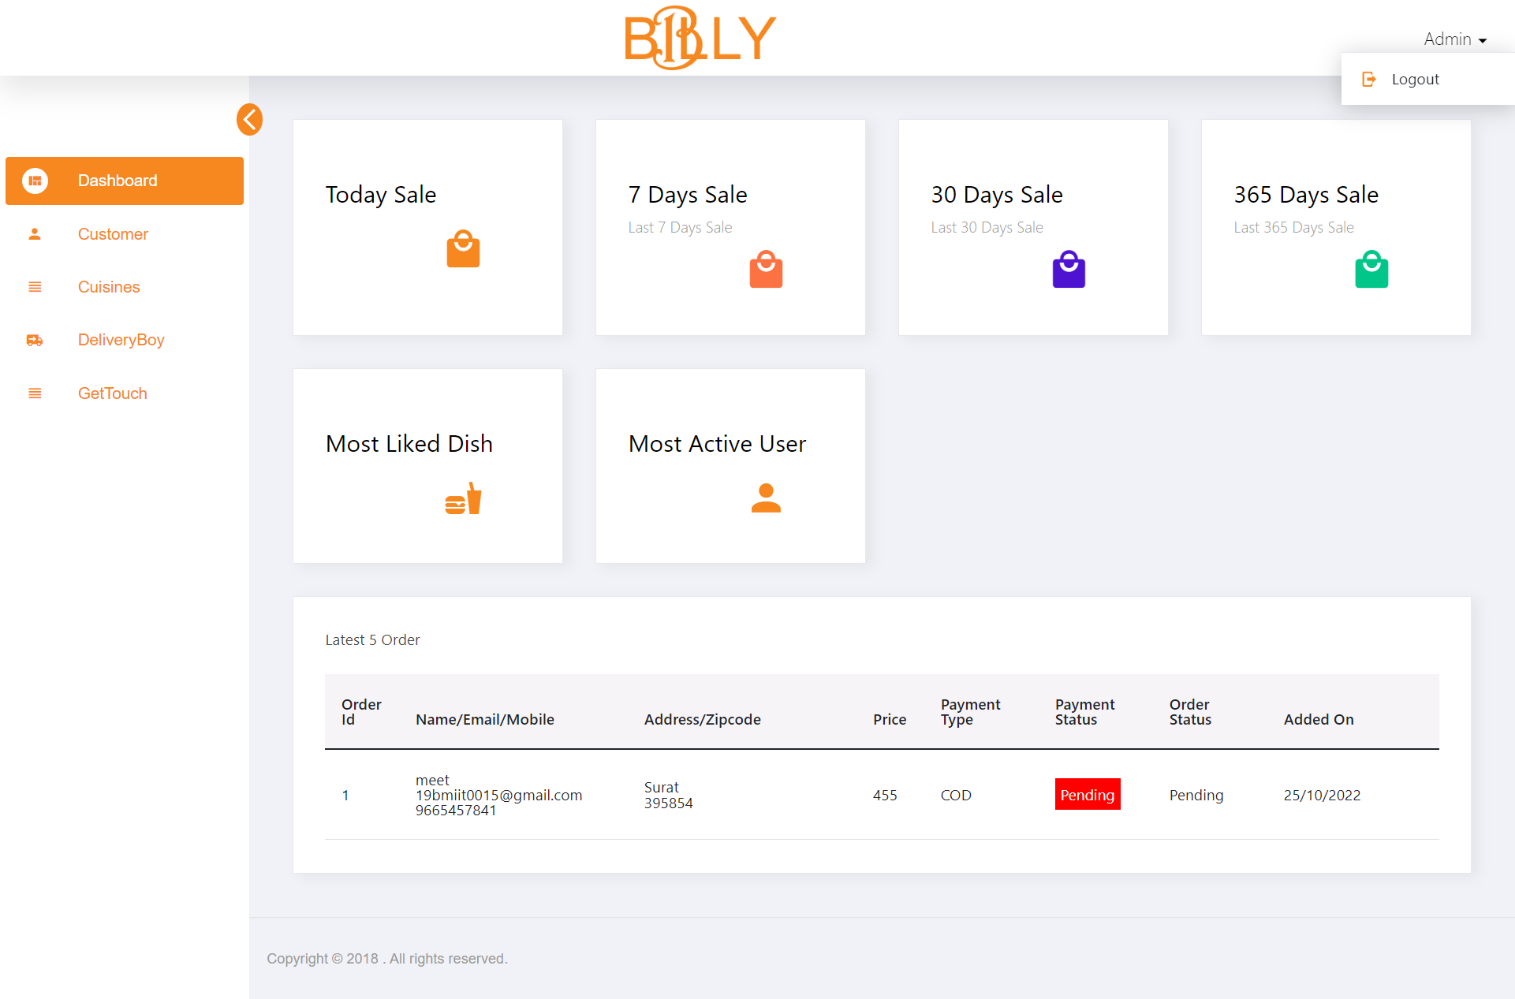 BILLY
Admin
Logout
Dashboard
Customer
Cuisines
DeliveryBoy
GetTouch
Today Sale
7 Days Sale
Last 7 Days Sale
30 Days Sale
Last 30 Days Sale
365 Days Sale
Last 365 Days Sale
Most Liked Dish
Most Active User
Latest 5 Order
Order Id
Name/Email/Mobile
Address/Zipcode
Price
Payment Type
Payment Status
Order Status
Added On
1
meet
19bmiit0015@gmail.com
9665457841
Surat
395854
455
COD
Pending
Pending
25/10/2022
Copyright © 2018 . All rights reserved.